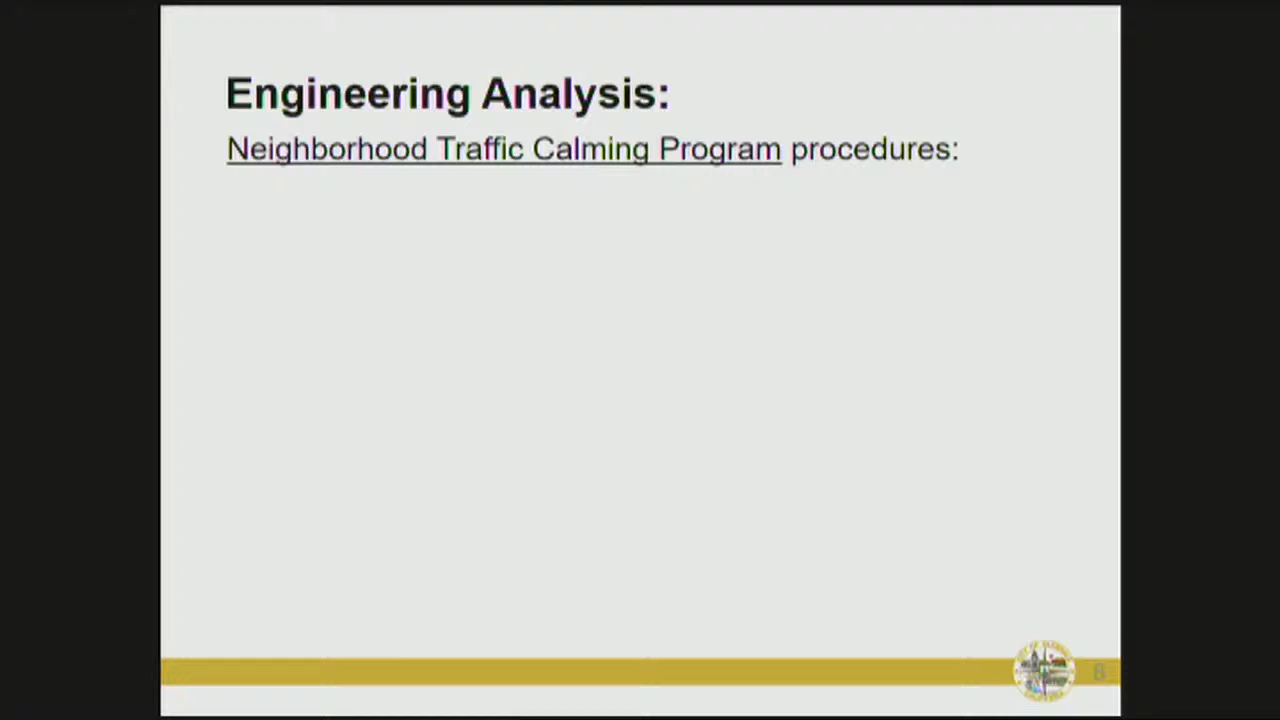 Engineering Analysis:
Neighborhood Traffic Calming Program procedures: